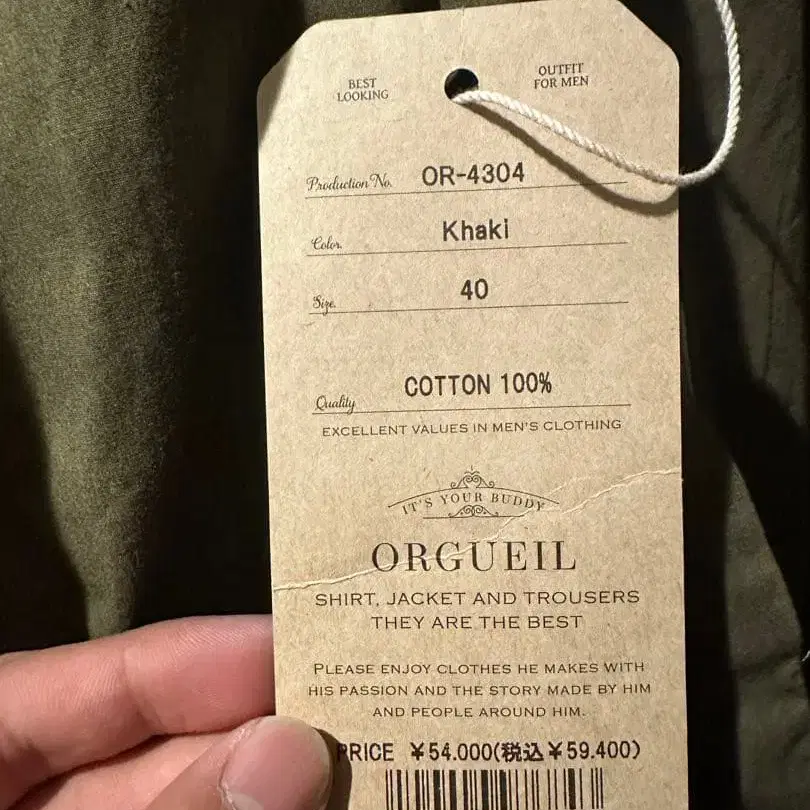 BEST
LOOKING
OUTFIT
FOR MEN
Production No. OR-4304
Color. Khaki
Size. 40
Quality COTTON 100%
EXCELLENT VALUES IN MEN'S CLOTHING
IT'S YOUR BUDDY
ORGUEIL
SHIRT, JACKET AND TROUSERS
THEY ARE THE BEST
PLEASE ENJOY CLOTHES HE MAKES WITH
HIS PASSION AND THE STORY MADE BY HIM
AND PEOPLE AROUND HIM.
PRICE ¥54.000(税込¥59.400)